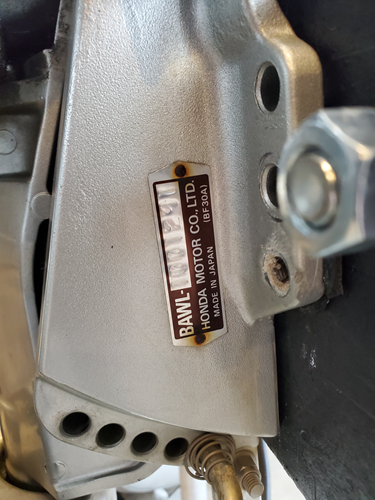 BAWL-
HONDA MOTOR CO., LTD.
MADE IN JAPAN (BF30A)